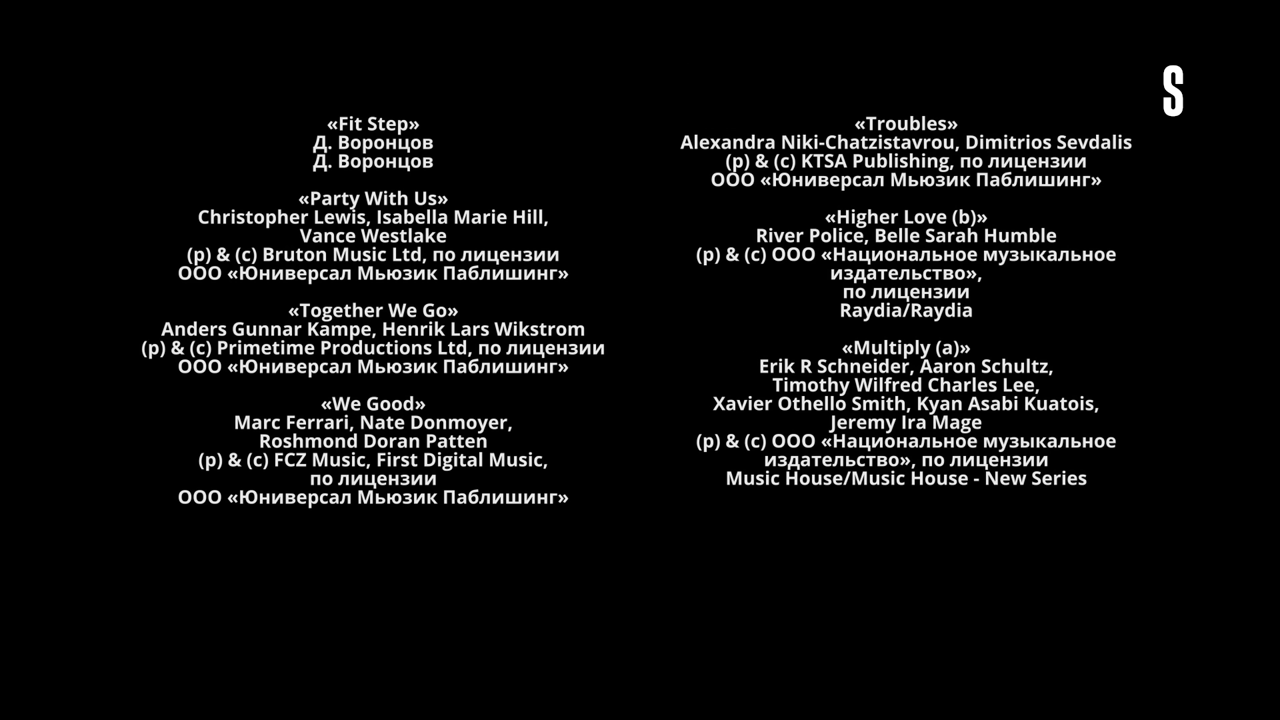 «Fit Step»
Д. Воронцов
Д. Воронцов
«Party With Us»
Christopher Lewis, Isabella Marie Hill,
Vance Westlake
(p) & (c) Bruton Music Ltd, по лицензии
ООО «Юниверсал Мьюзик Паблишинг»
«Together We Go»
Anders Gunnar Kampe, Henrik Lars Wikstrom
(p) & (c) Primetime Productions Ltd, по лицензии
ООО «Юниверсал Мьюзик Паблишинг»
«We Good»
Marc Ferrari, Nate Donmoyer,
Roshmond Doran Patten
(p) & (c) FCZ Music, First Digital Music,
по лицензии
ООО «Юниверсал Мьюзик Паблишинг»
S
«Troubles»
Alexandra Niki-Chatzistavrou, Dimitrios Sevdalis
(p) & (c) KTSA Publishing, по лицензии
ООО «Юниверсал Мьюзик Паблишинг»
«Higher Love (b)»
River Police, Belle Sarah Humble
(p) & (c) ООО «Национальное музыкальное
издательство»,
по лицензии
Raydia/Raydia
«Multiply (a)»
Erik R Schneider, Aaron Schultz,
Timothy Wilfred Charles Lee,
Xavier Othello Smith, Kyan Asabi Kuatois,
Jeremy Ira Mage
(p) & (c) ООО «Национальное музыкальное
издательство», по лицензии
Music House/Music House - New Series